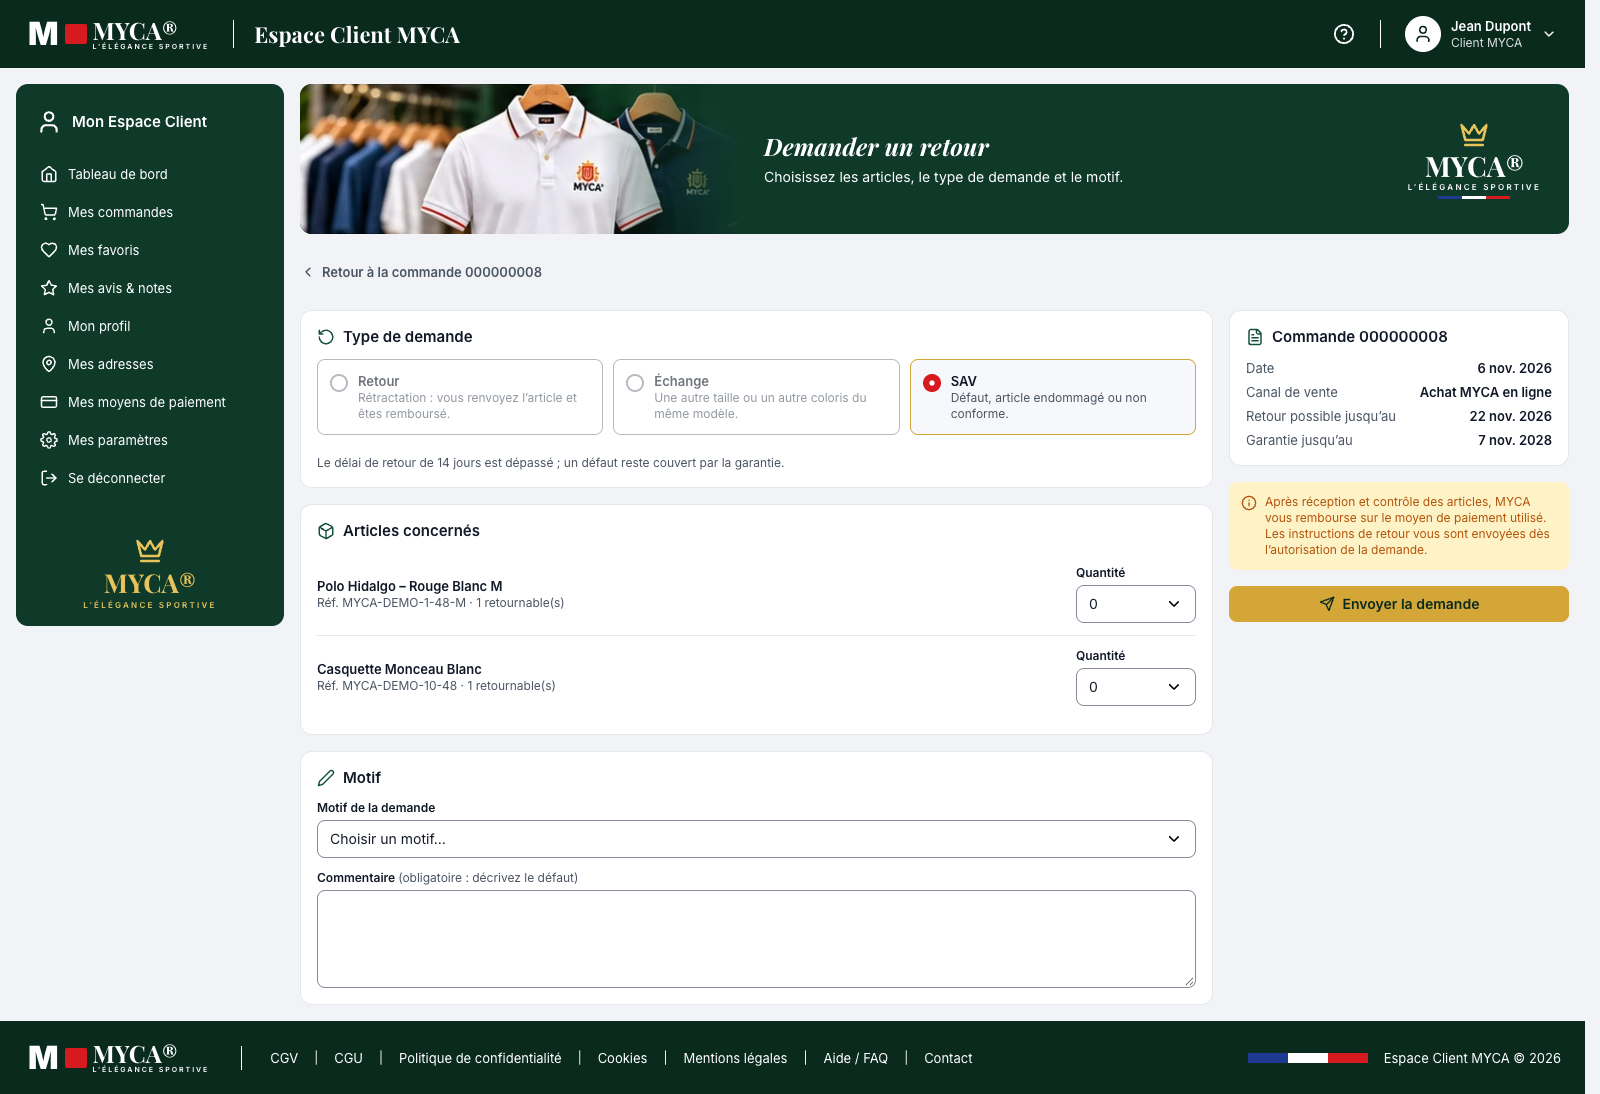 M MYCA®
L'ÉLÉGANCE SPORTIVE
Espace Client MYCA
Jean Dupont
Client MYCA
Mon Espace Client
Tableau de bord
Mes commandes
Mes favoris
Mes avis & notes
Mon profil
Mes adresses
Mes moyens de paiement
Mes paramètres
Se déconnecter
MYCA®
L'ÉLÉGANCE SPORTIVE
MYCA
MYCA
Demander un retour
Choisissez les articles, le type de demande et le motif.
MYCA®
L'ÉLÉGANCE SPORTIVE
Retour à la commande 000000008
Type de demande
Retour
Rétractation : vous renvoyez l'article et
êtes remboursé.
Échange
Une autre taille ou un autre coloris du
même modèle.
SAV
Défaut, article endommagé ou non
conforme.
Le délai de retour de 14 jours est dépassé ; un défaut reste couvert par la garantie.
Articles concernés
Polo Hidalgo – Rouge Blanc M
Réf. MYCA-DEMO-1-48-M · 1 retournable(s)
Quantité
0
Casquette Monceau Blanc
Réf. MYCA-DEMO-10-48 · 1 retournable(s)
Quantité
0
Motif
Motif de la demande
Choisir un motif...
Commentaire (obligatoire : décrivez le défaut)
Commande 000000008
Date 6 nov. 2026
Canal de vente Achat MYCA en ligne
Retour possible jusqu'au 22 nov. 2026
Garantie jusqu'au 7 nov. 2028
Après réception et contrôle des articles, MYCA
vous rembourse sur le moyen de paiement utilisé.
Les instructions de retour vous sont envoyées dès
l'autorisation de la demande.
Envoyer la demande
M MYCA®
L'ÉLÉGANCE SPORTIVE
CGV | CGU | Politique de confidentialité | Cookies | Mentions légales | Aide / FAQ | Contact
Espace Client MYCA © 2026